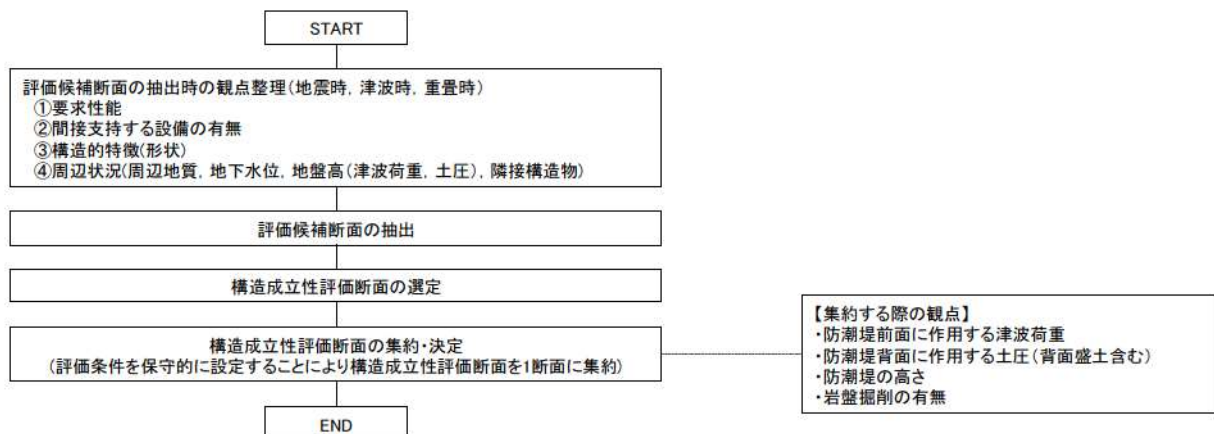 START
評価候補断面の抽出時の観点整理(地震時, 津波時, 重畳時)
①要求性能
②間接支持する設備の有無
③構造的特徴(形状)
④周辺状況(周辺地質, 地下水位, 地盤高(津波荷重, 土圧), 隣接構造物)
評価候補断面の抽出
構造成立性評価断面の選定
構造成立性評価断面の集約・決定
(評価条件を保守的に設定することにより構造成立性評価断面を1断面に集約)
【集約する際の観点】
・防潮堤前面に作用する津波荷重
・防潮堤背面に作用する土圧(背面盛土含む)
・防潮堤の高さ
・岩盤掘削の有無
END